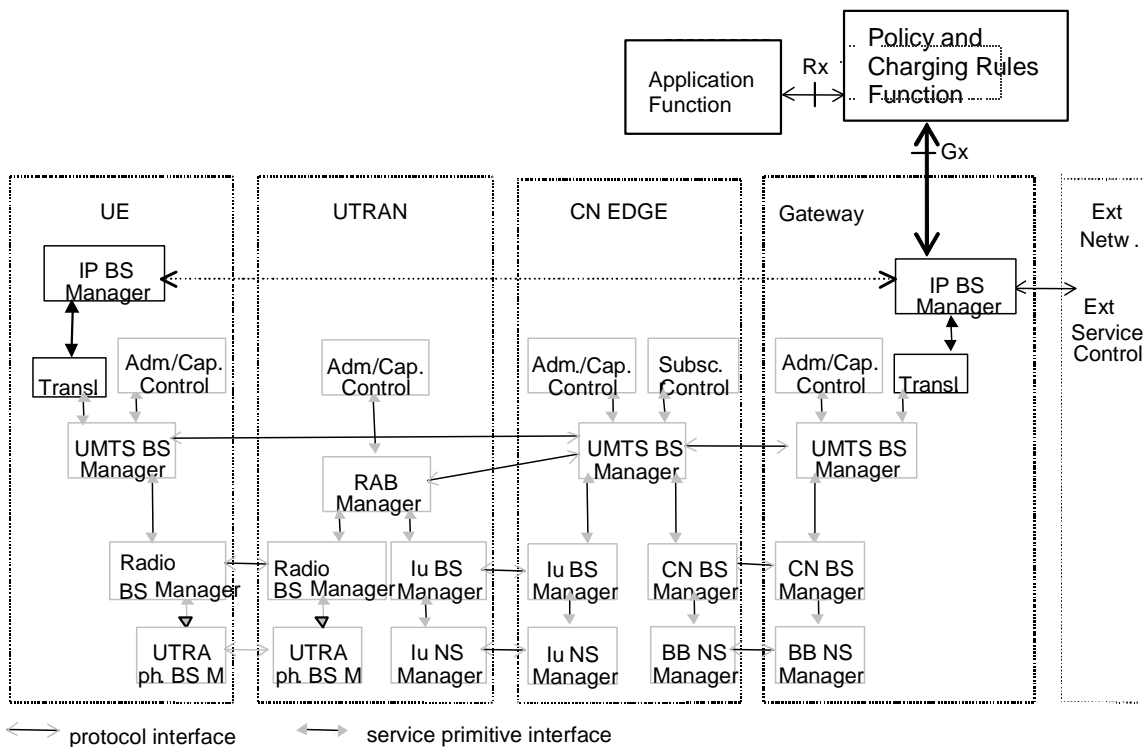 Policy and
Charging Rules
Function
Rx
Application
Function
Gx
UE
UTRAN
CN EDGE
Gateway
Ext
Netw .
IP BS
Manager
IP BS
Manager
Ext
Service
Control
Transl
Adm/Cap.
Control
Adm/Cap.
Control
Adm./Cap.
Control
Subsc.
Control
Adm/Cap.
Control
Transl
UMTS BS
Manager
UMTS BS
Manager
UMTS BS
Manager
RAB
Manager
Radio
BS Manager
Radio
BS Manager
Iu BS
Manager
Iu BS
Manager
CN BS
Manager
CN BS
Manager
UTRA
ph. BS M
UTRA
ph. BS M
Iu NS
Manager
Iu NS
Manager
BB NS
Manager
BB NS
Manager
protocol interface
service primitive interface